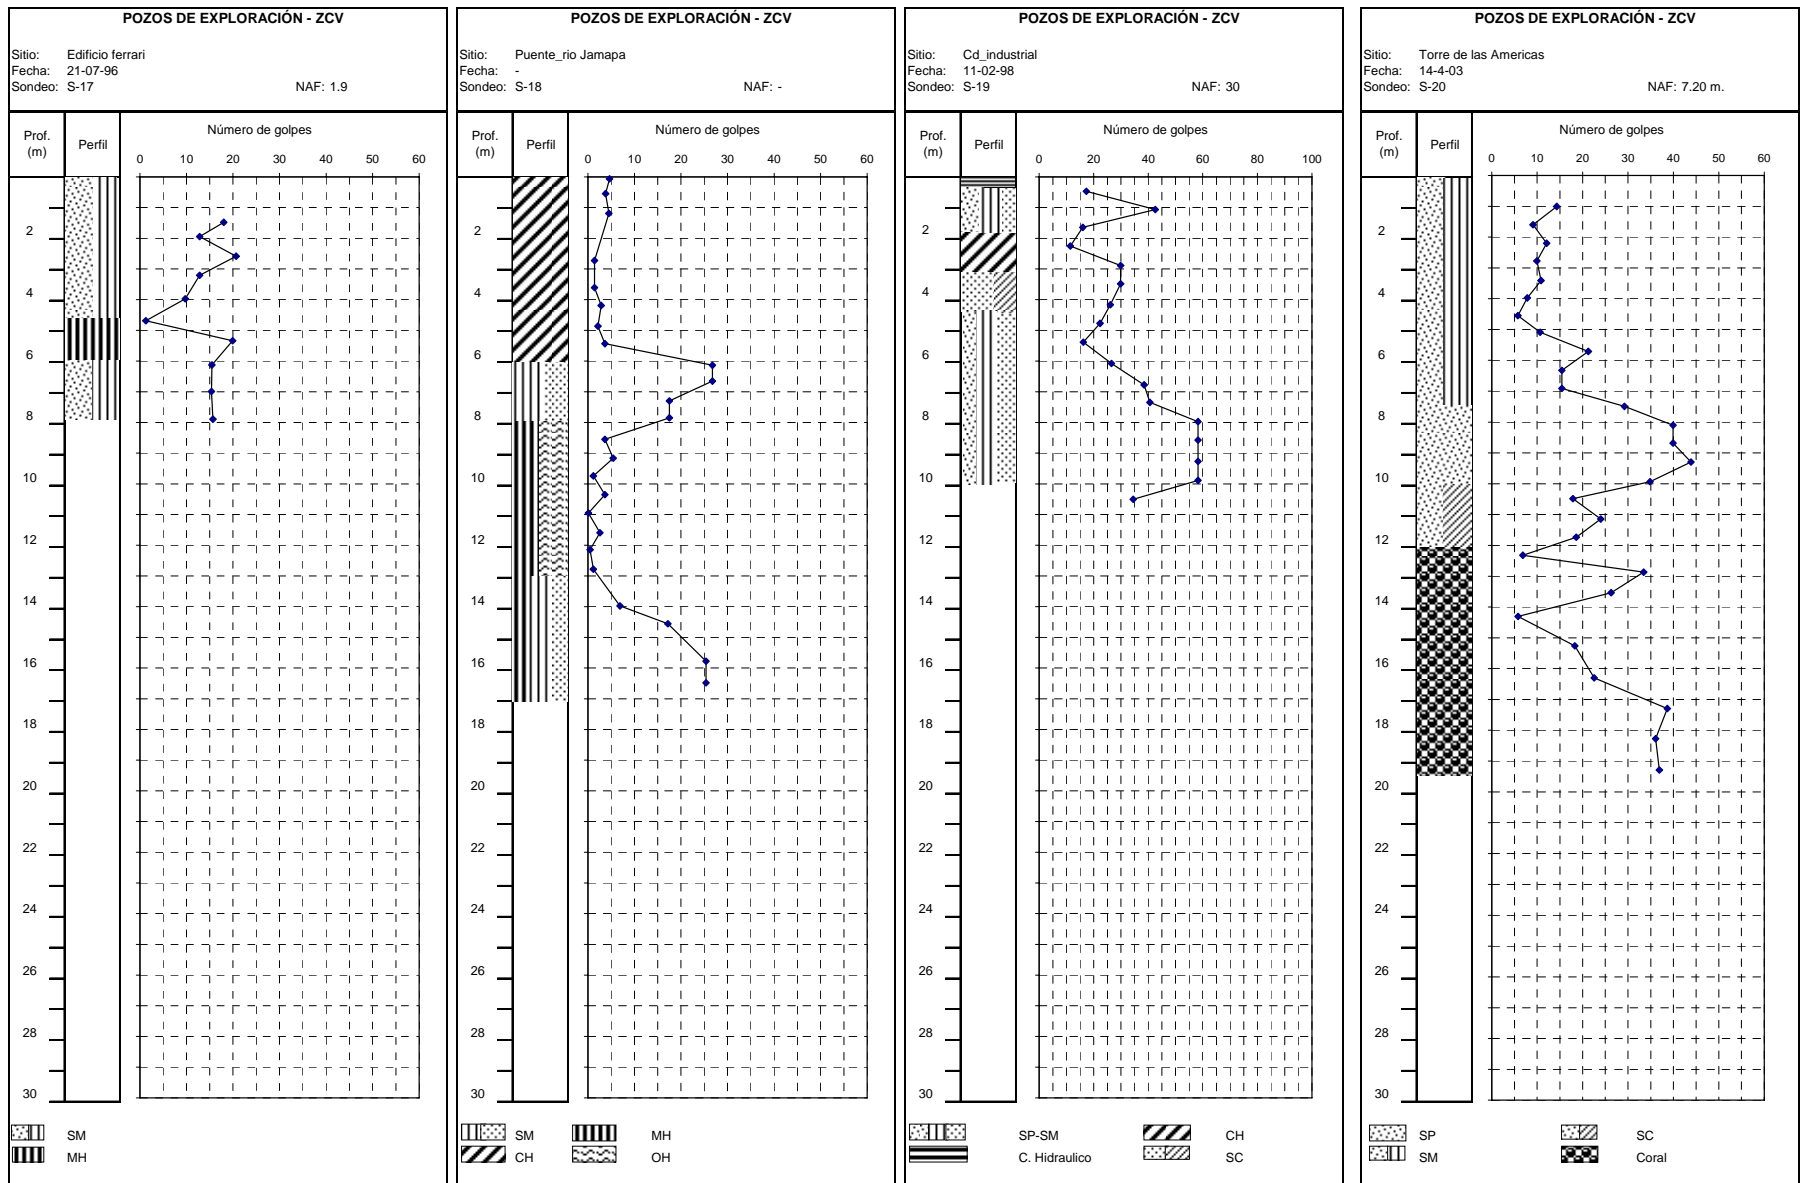 POZOS DE EXPLORACIÓN - ZCV
Sitio: Edificio ferrari
Fecha: 21-07-96
Sondeo: S-17 NAF: 1.9
Prof. (m)
Perfil
Número de golpes
0 10 20 30 40 50 60
2
4
6
8
10
12
14
16
18
20
22
24
26
28
30
SM
MH
POZOS DE EXPLORACIÓN - ZCV
Sitio: Puente_rio Jamapa
Fecha: -
Sondeo: S-18 NAF: -
Prof. (m)
Perfil
Número de golpes
0 10 20 30 40 50 60
2
4
6
8
10
12
14
16
18
20
22
24
26
28
30
SM MH
CH OH
POZOS DE EXPLORACIÓN - ZCV
Sitio: Cd_industrial
Fecha: 11-02-98
Sondeo: S-19 NAF: 30
Prof. (m)
Perfil
Número de golpes
0 20 40 60 80 100
2
4
6
8
10
12
14
16
18
20
22
24
26
28
30
SP-SM CH
C. Hidraulico SC
POZOS DE EXPLORACIÓN - ZCV
Sitio: Torre de las Americas
Fecha: 14-4-03
Sondeo: S-20 NAF: 7.20 m.
Prof. (m)
Perfil
Número de golpes
0 10 20 30 40 50 60
2
4
6
8
10
12
14
16
18
20
22
24
26
28
30
SP SC
SM Coral